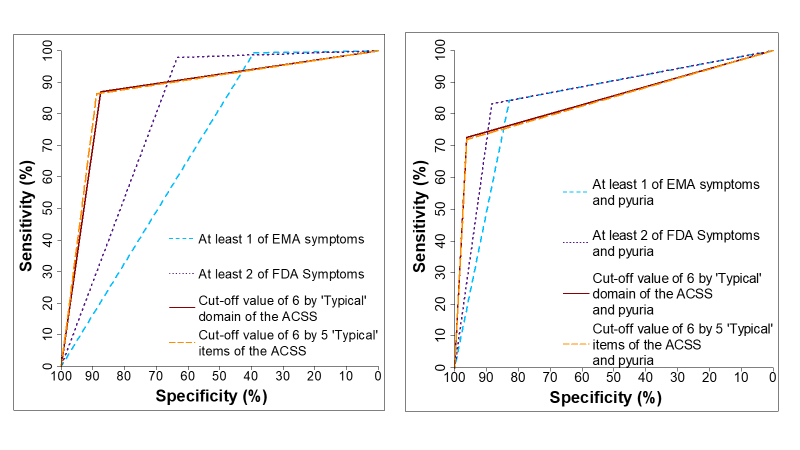 Sensitivity (%)
100
90
80
70
60
50
40
30
20
10
0
At least 1 of EMA symptoms
At least 2 of FDA Symptoms
Cut-off value of 6 by 'Typical'
domain of the ACSS
Cut-off value of 6 by 5 'Typical'
items of the ACSS
100 90 80 70 60 50 40 30 20 10 0
Specificity (%)
Sensitivity (%)
100
90
80
70
60
50
40
30
20
10
0
At least 1 of EMA symptoms
and pyuria
At least 2 of FDA Symptoms
and pyuria
Cut-off value of 6 by 'Typical'
domain of the ACSS
and pyuria
Cut-off value of 6 by 5 'Typical'
items of the ACSS
and pyuria
100 90 80 70 60 50 40 30 20 10 0
Specificity (%)